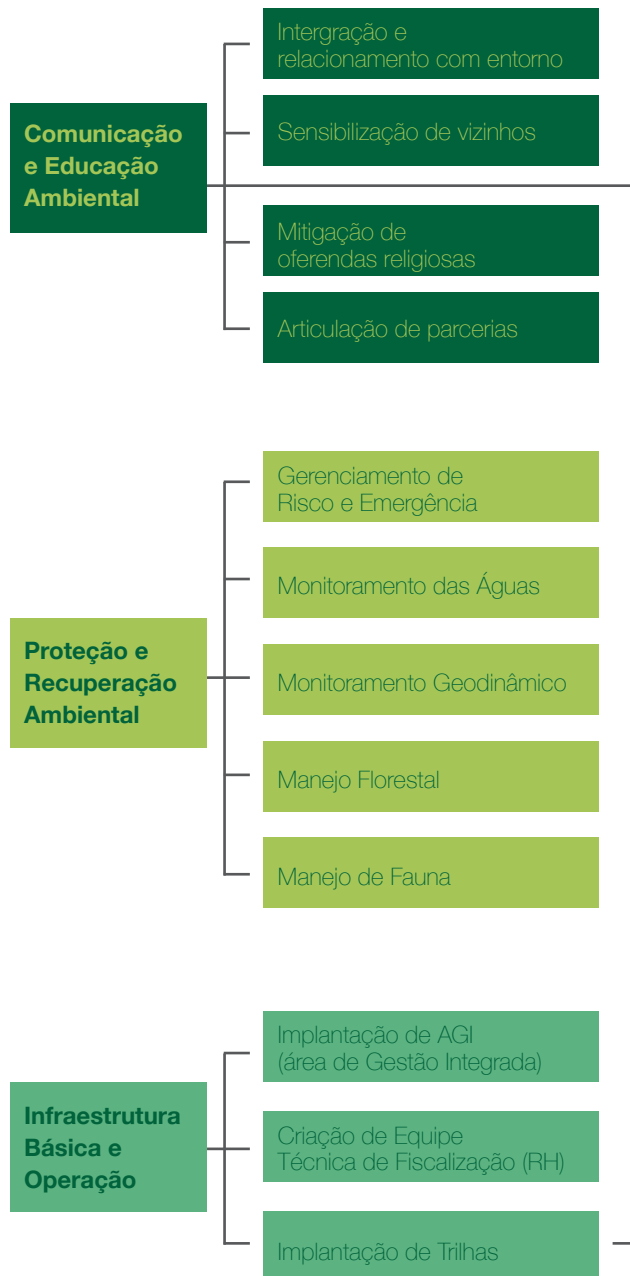 Comunicação
e Educação
Ambiental
Intergração e
relacionamento com entorno
Sensibilização de vizinhos
Mitigação de
oferendas religiosas
Articulação de parcerias
Proteção e
Recuperação
Ambiental
Gerenciamento de
Risco e Emergência
Monitoramento das Águas
Monitoramento Geodinâmico
Manejo Florestal
Manejo de Fauna
Infraestrutura
Básica e
Operação
Implantação de AGI
(área de Gestão Integrada)
Criação de Equipe
Técnica de Fiscalização (RH)
Implantação de Trilhas